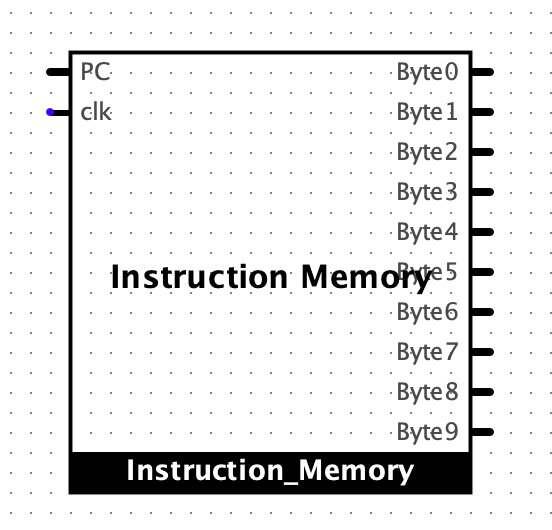 PC Byte0
clk Byte1
Byte2
Byte3
Byte4
Instruction Memory Byte5
Byte6
Byte7
Byte8
Byte9
Instruction_Memory